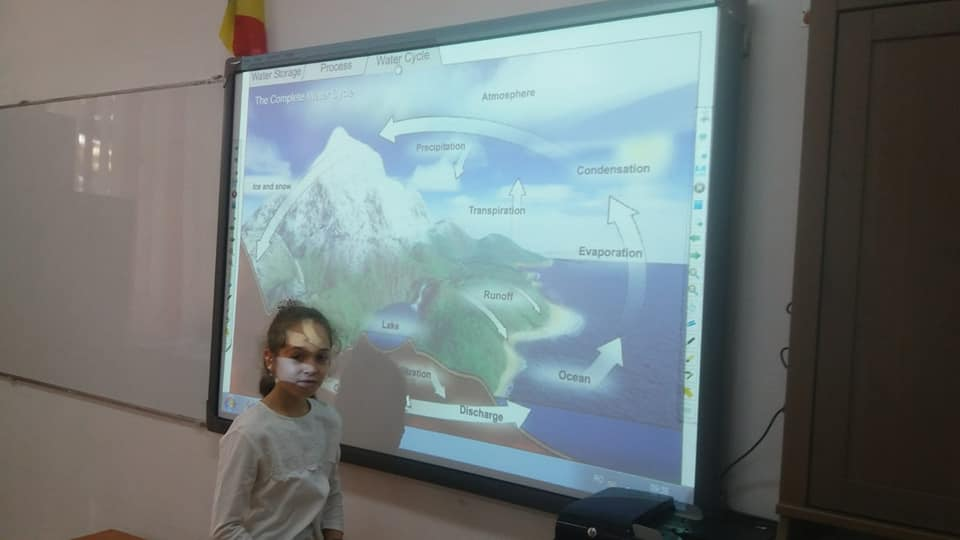 Water Storage
Process
Water Cycle
The Complete Water Cycle
Atmosphere
Precipitation
Condensation
Ice and snow
Transpiration
Evaporation
Runoff
Lake
Ocean
Discharge